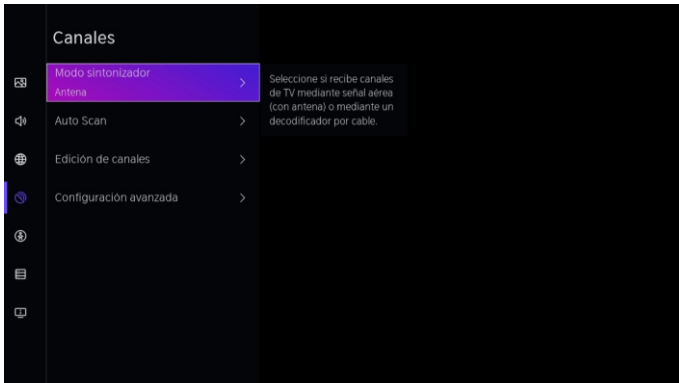 Canales
Modo sintonizador
Antena
Seleccione si recibe canales
de TV mediante señal aérea
(con antena) o mediante un
decodificador por cable.
Auto Scan
Edición de canales
Configuración avanzada